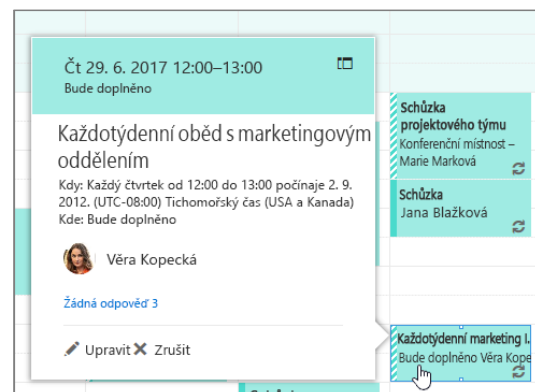 Čt 29. 6. 2017 12:00–13:00
Bude doplněno
Každotýdenní oběd s marketingovým
oddělením
Kdy: Každý čtvrtek od 12:00 do 13:00 počínaje 2. 9.
2012. (UTC-08:00) Tichomořský čas (USA a Kanada)
Kde: Bude doplněno
Věra Kopecká
Žádná odpověď 3
Upravit Zrušit
Schůzka
projektového týmu
Konferenční místnost –
Marie Marková
Schůzka
Jana Blažková
Každotýdenní marketing I.
Bude doplněno Věra Kope